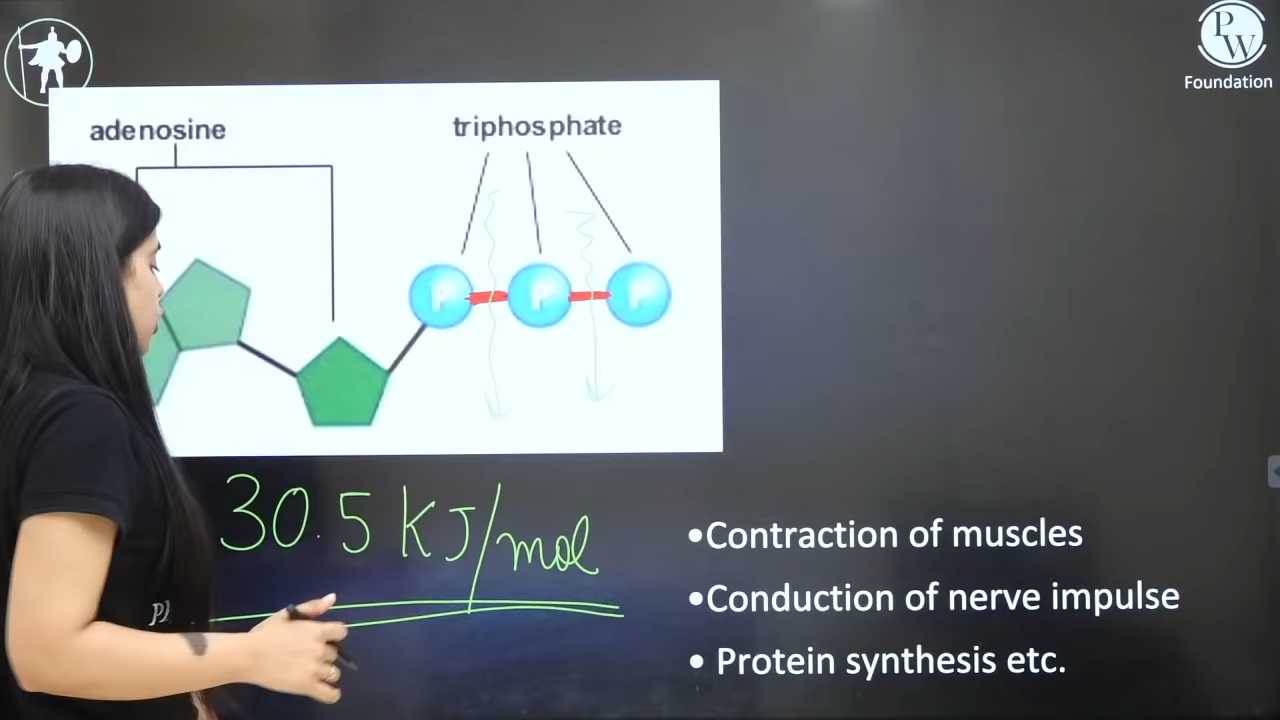 PW
Foundation
adenosine
triphosphate
P P P
30.5 KJ/mol
•Contraction of muscles
•Conduction of nerve impulse
• Protein synthesis etc.